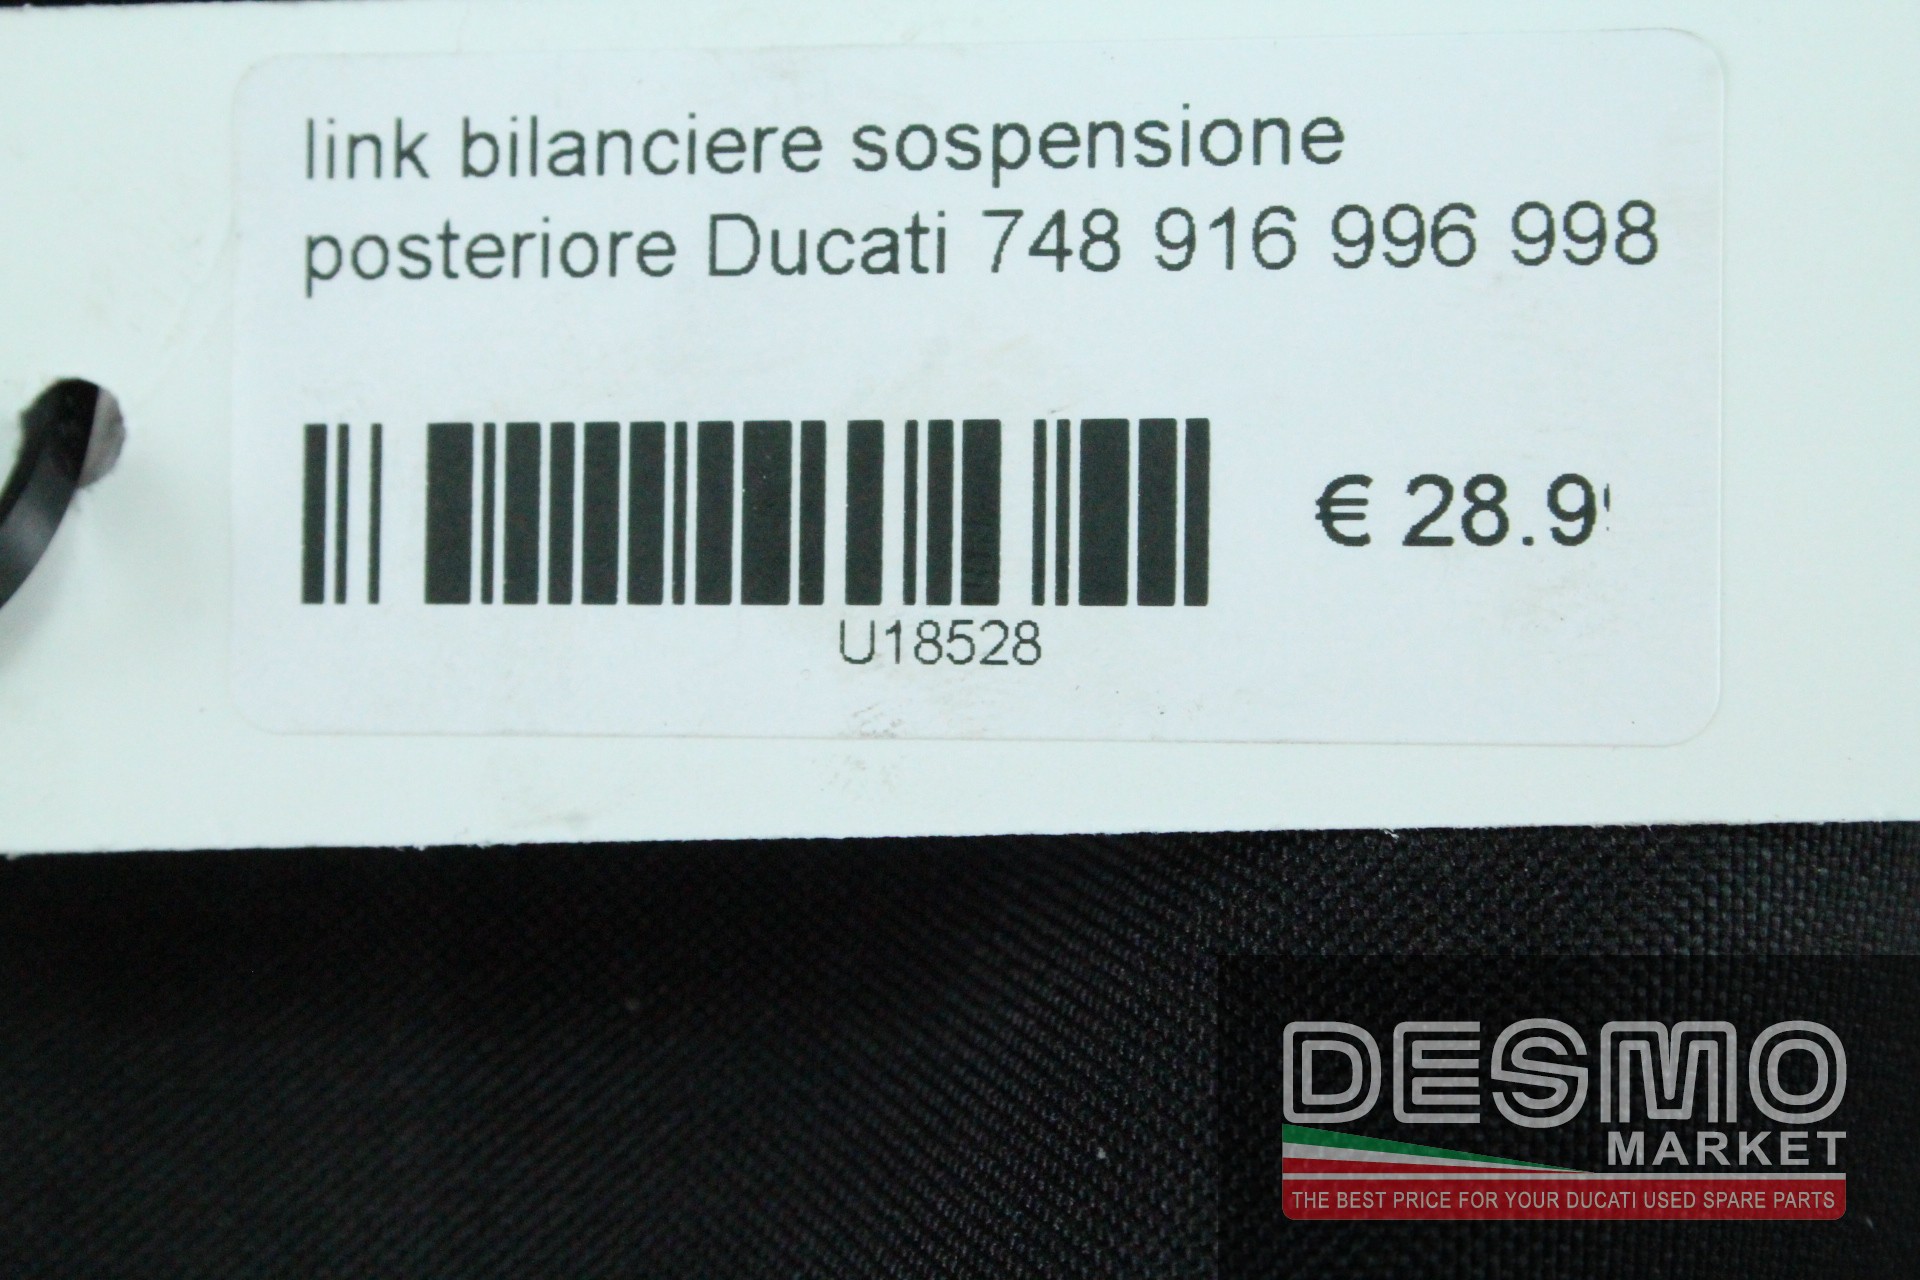 link bilanciere sospensione
posteriore Ducati 748 916 996 998
€ 28.9
U18528
DESMO
MARKET
THE BEST PRICE FOR YOUR DUCATI USED SPARE PARTS